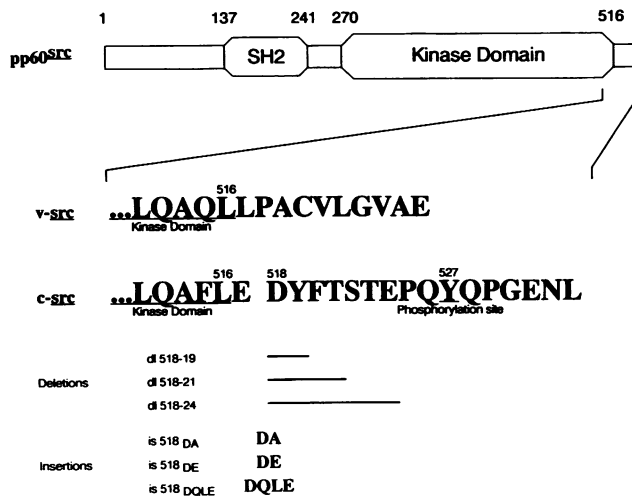 1 137 241 270 516
pp60src SH2 Kinase Domain
516
v-src ...LQAQLLPACVLGVAE
Kinase Domain
516 518 527
c-src ...LQAFLE DYFTSTEPQYQPGENL
Kinase Domain Phosphorylation site
dl 518-19
Deletions dl 518-21
dl 518-24
is 518 DA DA
Insertions is 518 DE DE
is 518 DQLE DQLE